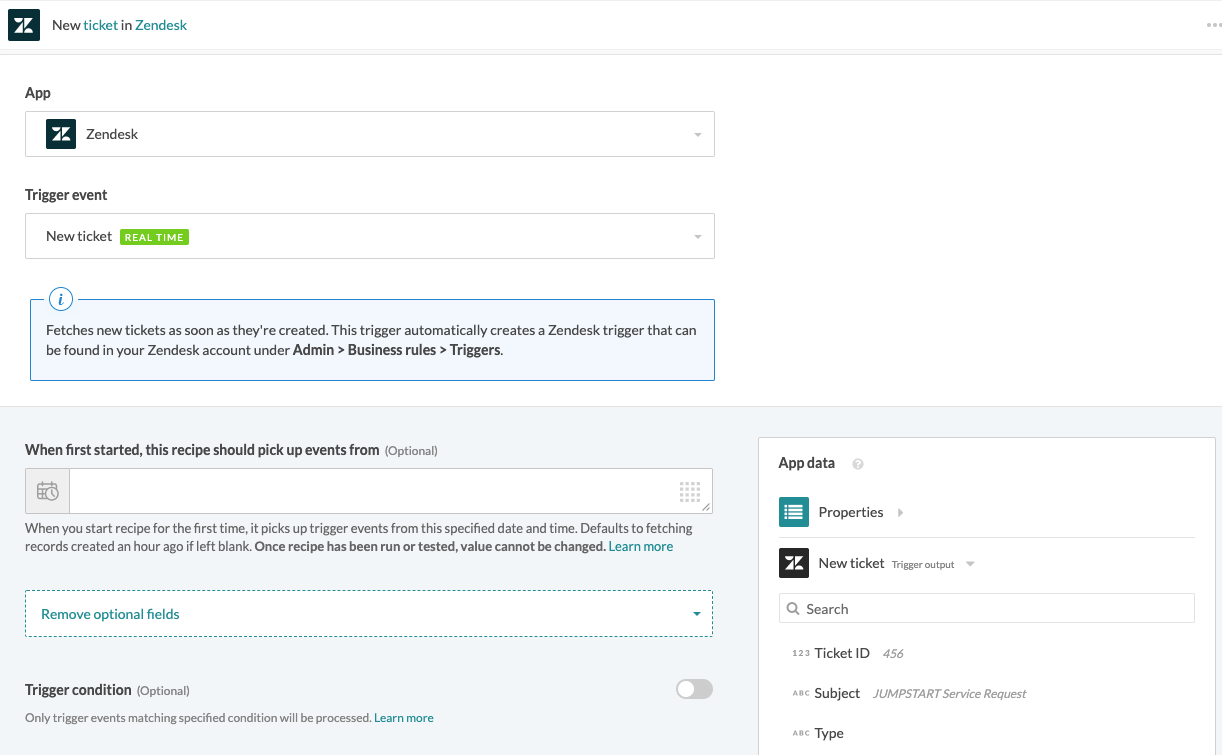 New ticket in Zendesk
App
Zendesk
Trigger event
New ticket REAL TIME
i
Fetches new tickets as soon as they're created. This trigger automatically creates a Zendesk trigger that can
be found in your Zendesk account under Admin > Business rules > Triggers.
When first started, this recipe should pick up events from (Optional)
When you start recipe for the first time, it picks up trigger events from this specified date and time. Defaults to fetching
records created an hour ago if left blank. Once recipe has been run or tested, value cannot be changed. Learn more
Remove optional fields
Trigger condition (Optional)
Only trigger events matching specified condition will be processed. Learn more
App data ?
Properties
New ticket Trigger output
Search
123 Ticket ID 456
ABC Subject JUMPSTART Service Request
ABC Type